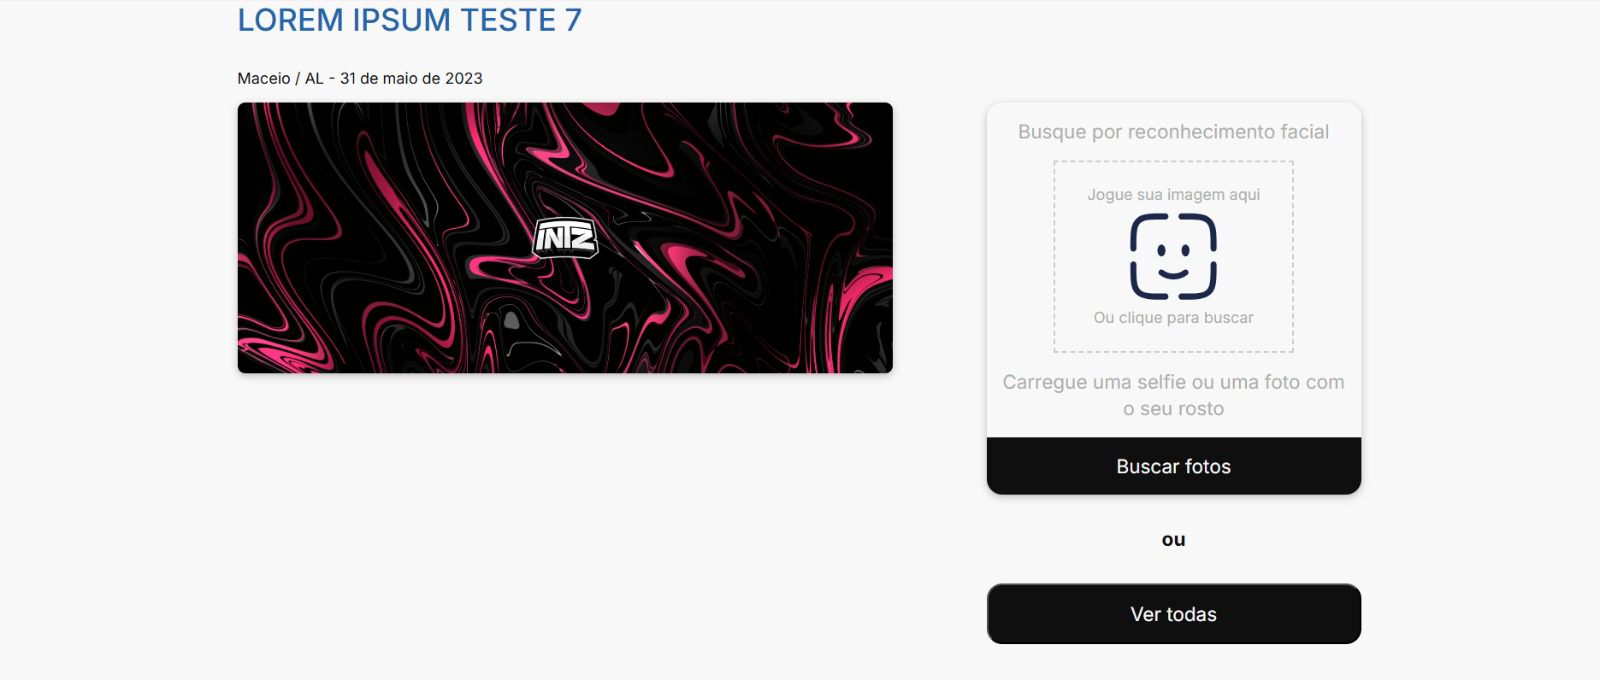 LOREM IPSUM TESTE 7
Maceio / AL - 31 de maio de 2023
INTZ
Busque por reconhecimento facial
Jogue sua imagem aqui
Ou clique para buscar
Carregue uma selfie ou uma foto com
o seu rosto
Buscar fotos
ou
Ver todas